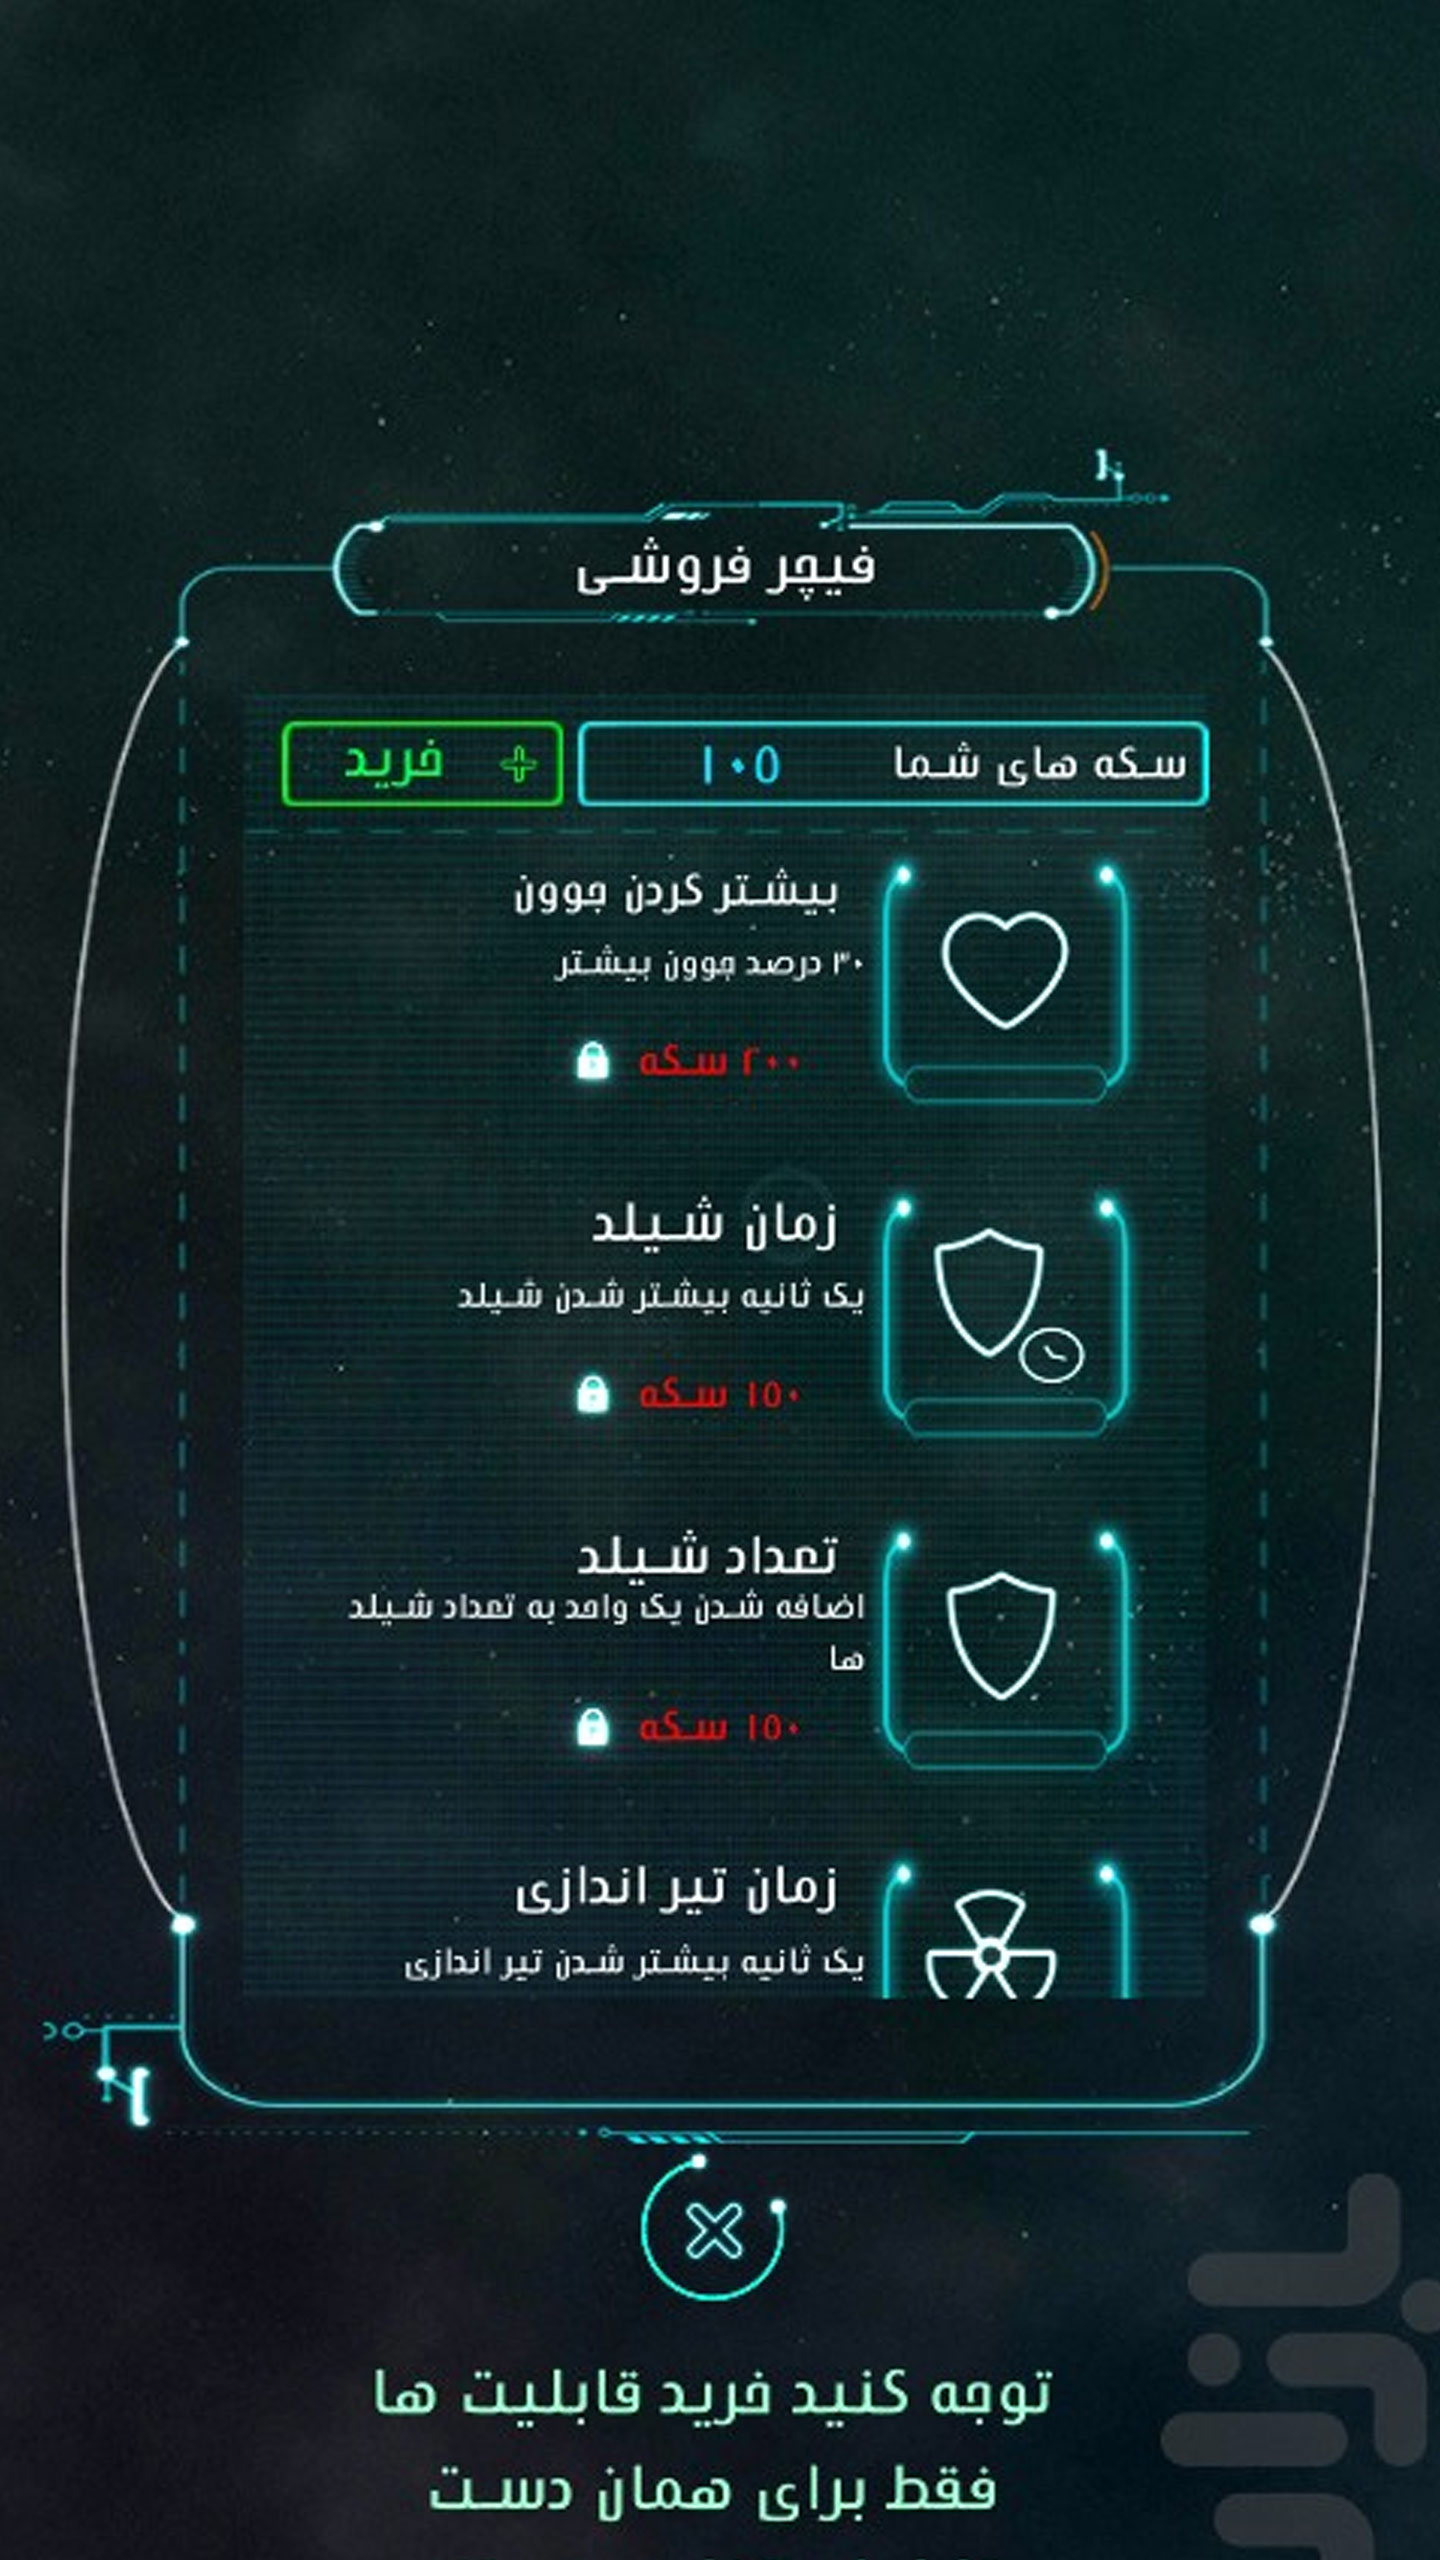 فیچر فروشی
سکه های شما ۱۰۵ + خرید
بیشتر کردن جوون
۳۰ درصد جوون بیشتر
۲۰۰ سکه
زمان شیلد
یک ثانیه بیشتر شدن شیلد
۱۵۰ سکه
تعداد شیلد
اضافه شدن یک واحد به تعداد شیلد
ها
۱۵۰ سکه
زمان تیر اندازی
یک ثانیه بیشتر شدن تیر اندازی
توجه کنید خرید قابلیت ها
فقط برای همان دست